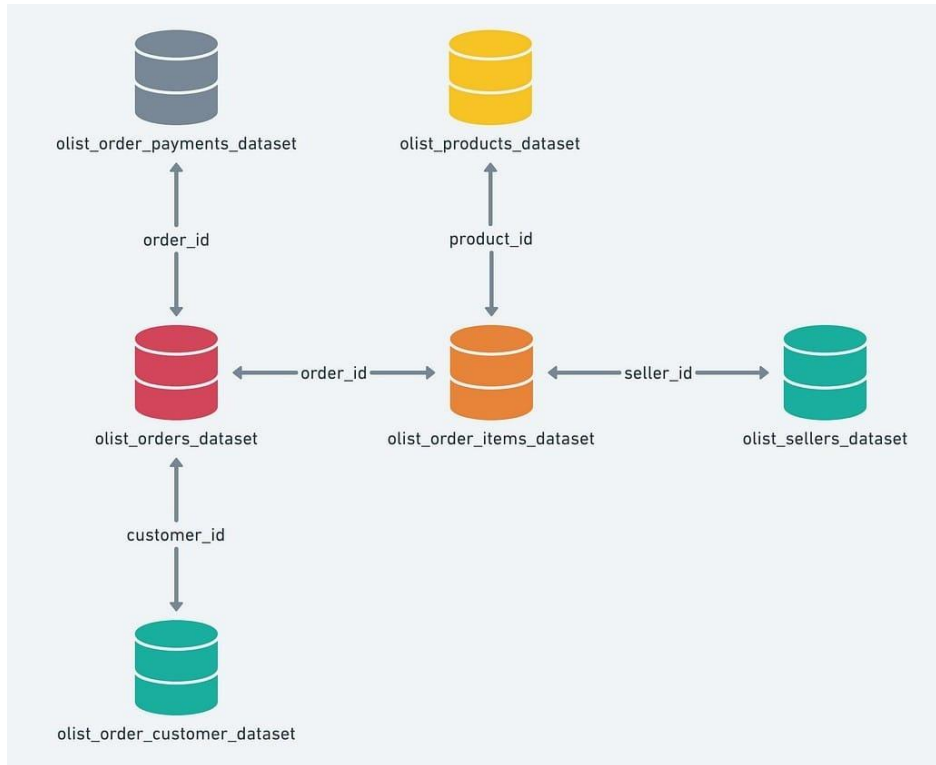 olist_order_payments_dataset
olist_products_dataset
order_id
product_id
order_id
seller_id
olist_orders_dataset
olist_order_items_dataset
olist_sellers_dataset
customer_id
olist_order_customer_dataset